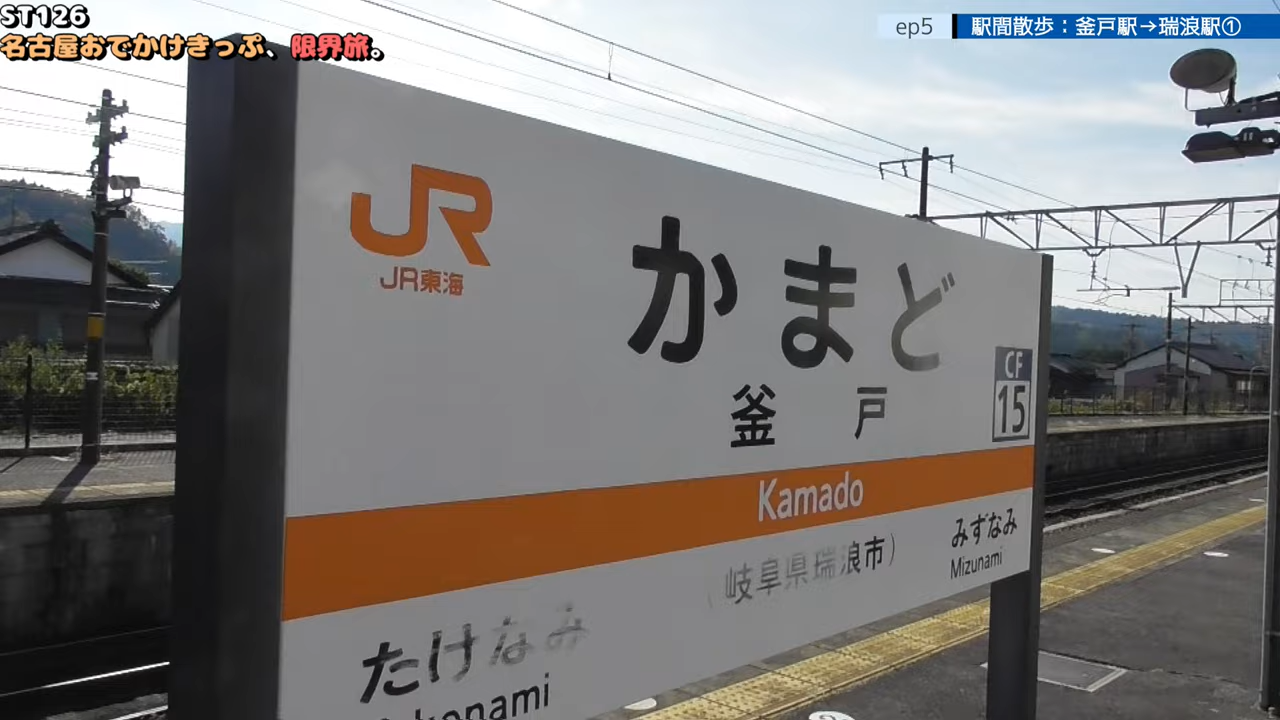 ST126
名古屋おでかけきっぷ、限界旅。
ep5
駅間散歩：釜戸駅→瑞浪駅①
JR
JR東海
かまど
釜戸
CF
15
Kamado
(岐阜県瑞浪市)
みずなみ
Mizunami
たけなみ
konami